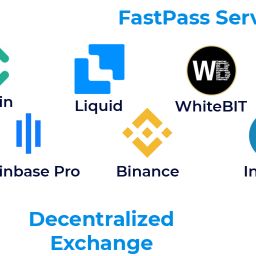 FastPass Serv
in
Liquid
WhiteBIT
WB
inbase Pro
Binance
In
Decentralized
Exchange